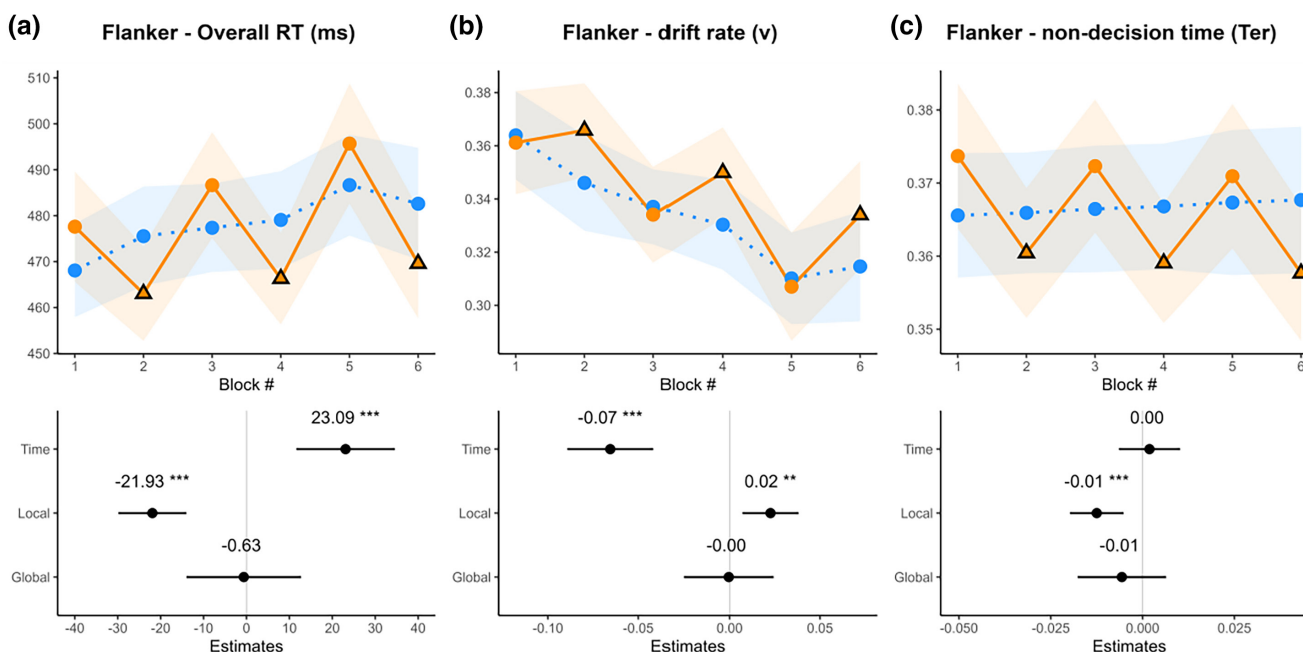 (a) Flanker - Overall RT (ms)
510
500
490
480
470
460
450
1 2 3 4 5 6
Block #
23.09 ***
Time
-21.93 ***
Local
-0.63
Global
-40 -30 -20 -10 0 10 20 30 40
Estimates
(b) Flanker - drift rate (v)
0.38
0.36
0.34
0.32
0.30
1 2 3 4 5 6
Block #
-0.07 ***
Time
0.02 **
Local
-0.00
Global
-0.10 -0.05 0.00 0.05
Estimates
(c) Flanker - non-decision time (Ter)
0.38
0.37
0.36
0.35
1 2 3 4 5 6
Block #
0.00
Time
-0.01 ***
Local
-0.01
Global
-0.050 -0.025 0.000 0.025
Estimates